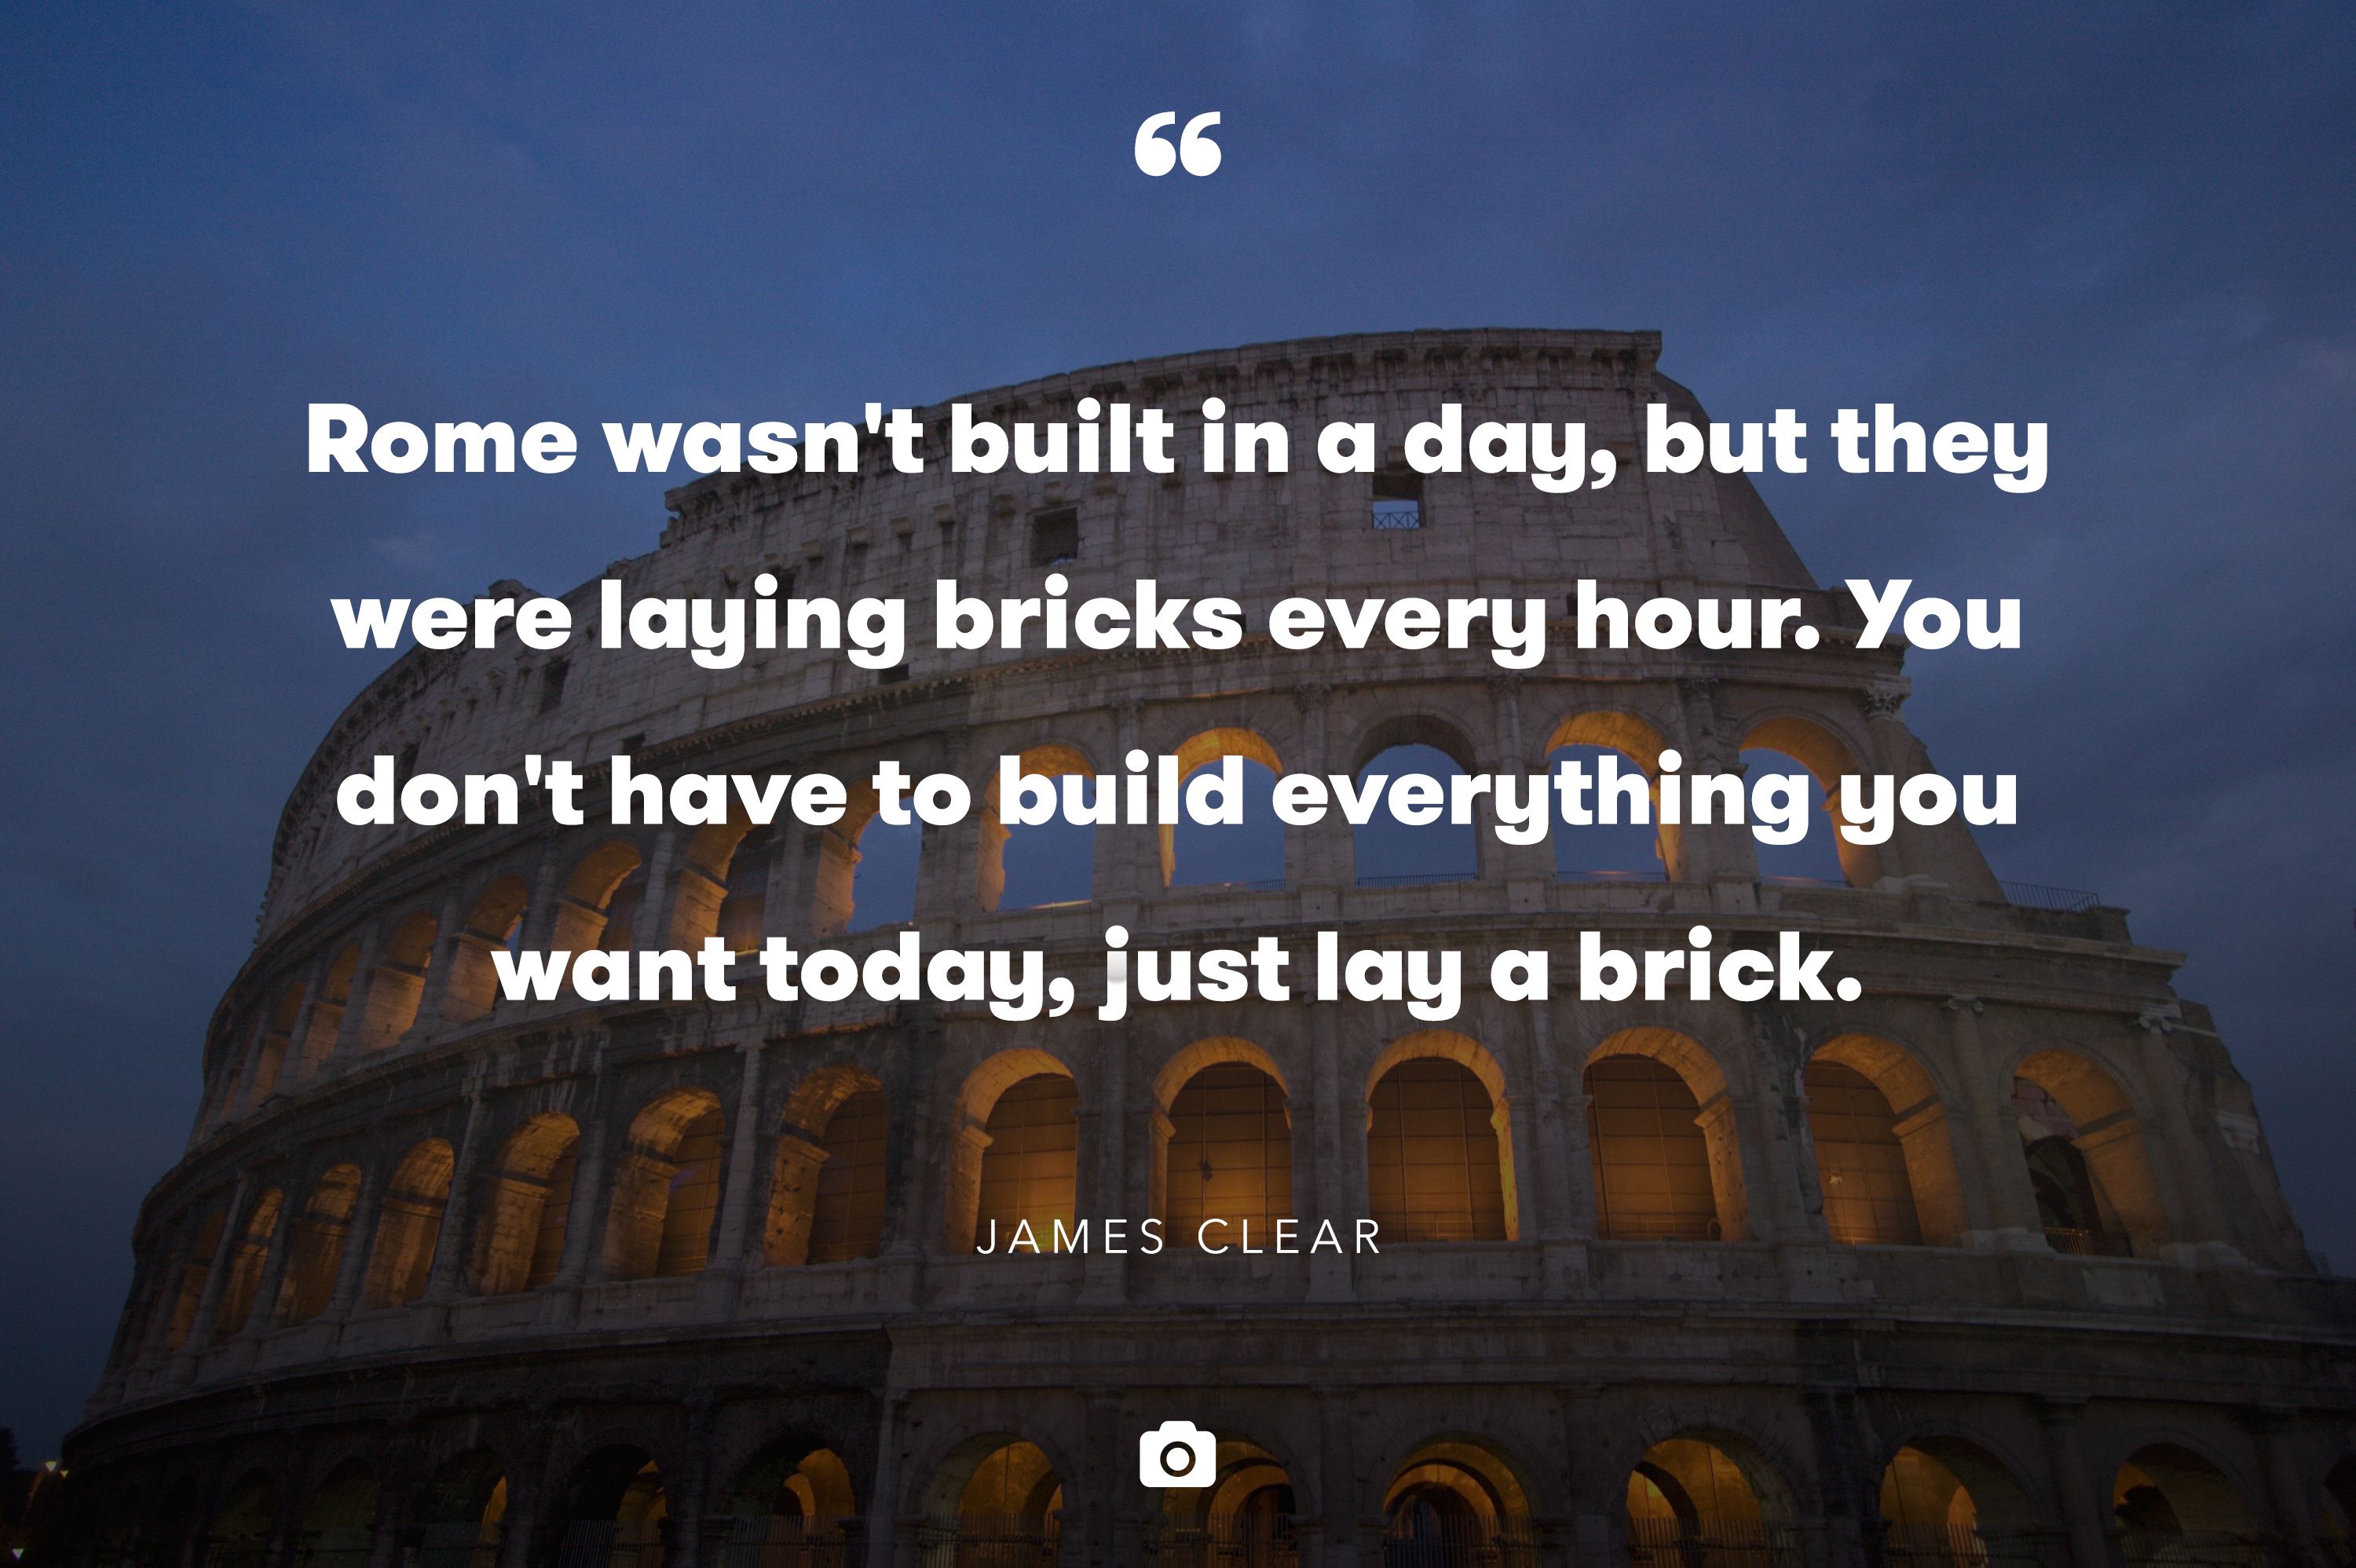 “
Rome wasn't built in a day, but they
were laying bricks every hour. You
don't have to build everything you
want today, just lay a brick.
JAMES CLEAR